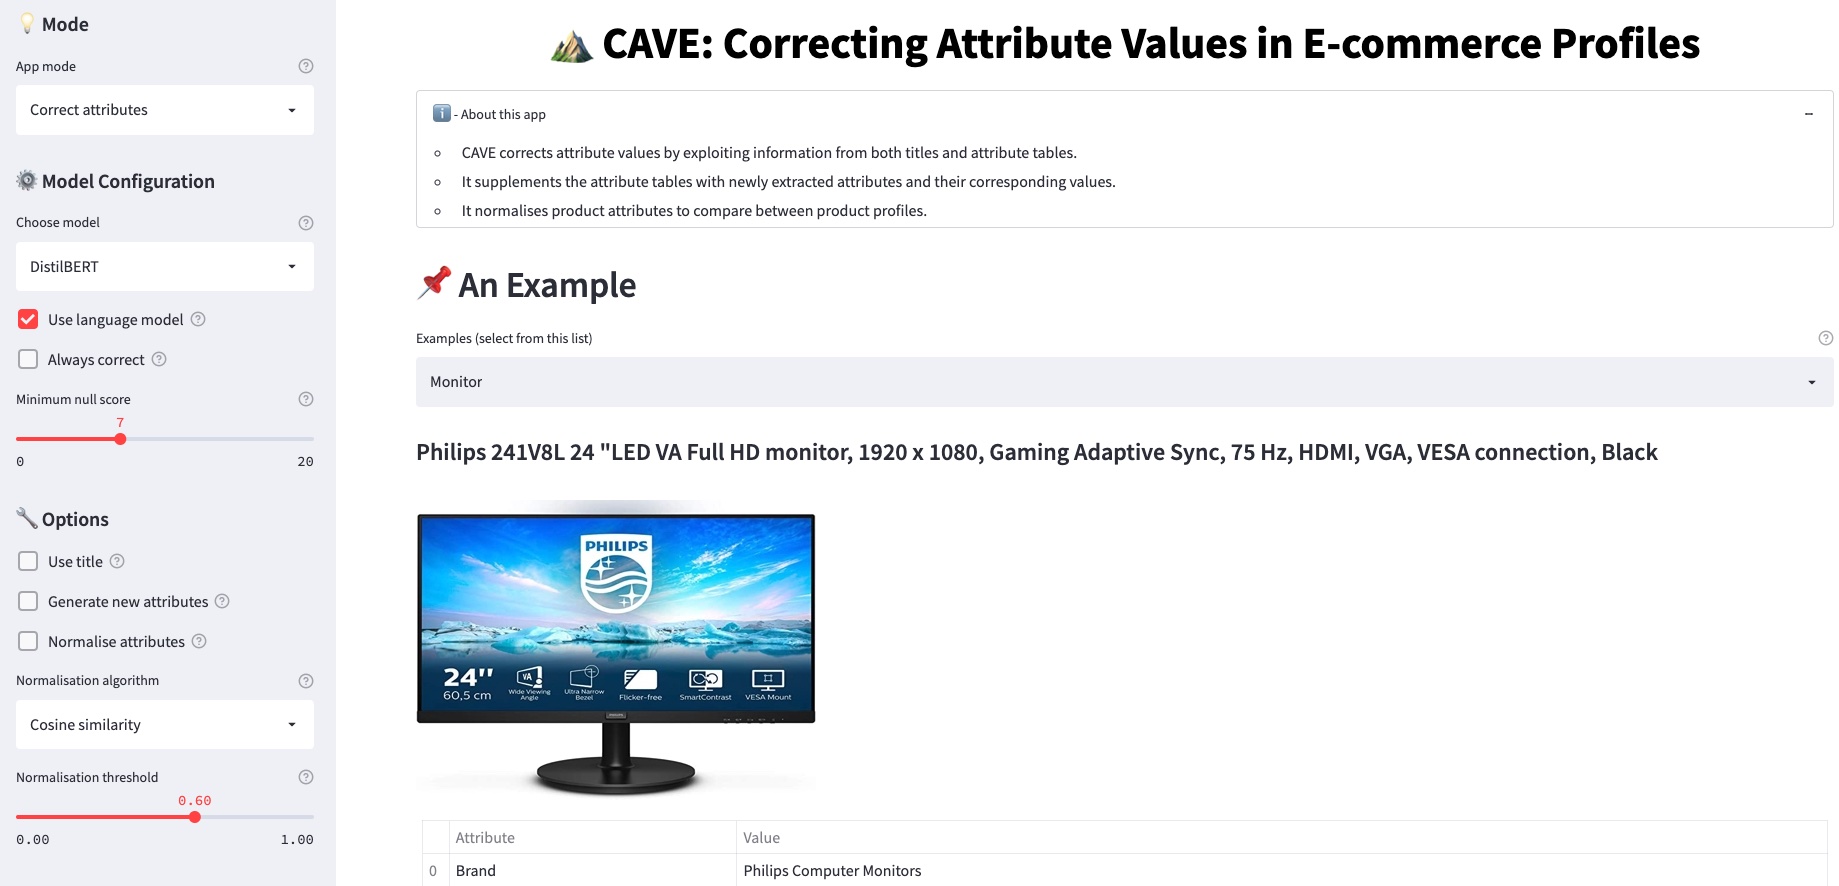 Mode
App mode
Correct attributes
Model Configuration
Choose model
DistilBERT
Use language model
Always correct
Minimum null score
7
0 20
Options
Use title
Generate new attributes
Normalise attributes
Normalisation algorithm
Cosine similarity
Normalisation threshold
0.60
0.00 1.00
CAVE: Correcting Attribute Values in E-commerce Profiles
- About this app
CAVE corrects attribute values by exploiting information from both titles and attribute tables.
It supplements the attribute tables with newly extracted attributes and their corresponding values.
It normalises product attributes to compare between product profiles.
An Example
Examples (select from this list)
Monitor
Philips 241V8L 24 "LED VA Full HD monitor, 1920 x 1080, Gaming Adaptive Sync, 75 Hz, HDMI, VGA, VESA connection, Black
PHILIPS
24''
60,5 cm
VA
Wide Viewing
Angle
Ultra Narrow
Bezel
Flicker-free
SmartContrast
VESA Mount
Attribute Value
0 Brand Philips Computer Monitors